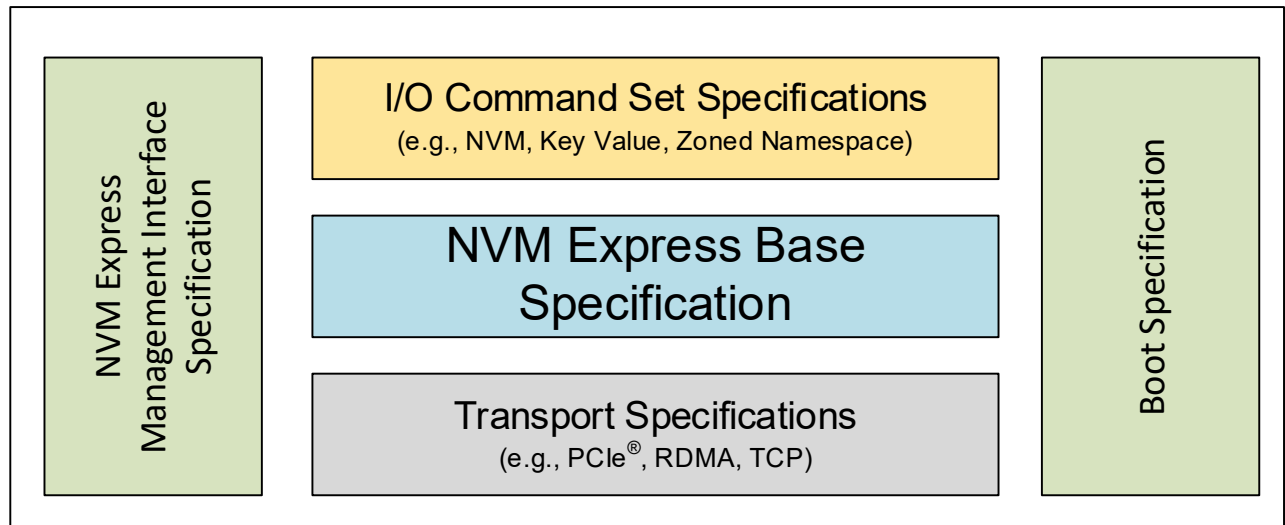 NVM Express
Management Interface
Specification
I/O Command Set Specifications
(e.g., NVM, Key Value, Zoned Namespace)
NVM Express Base
Specification
Transport Specifications
(e.g., PCIe®, RDMA, TCP)
Boot Specification